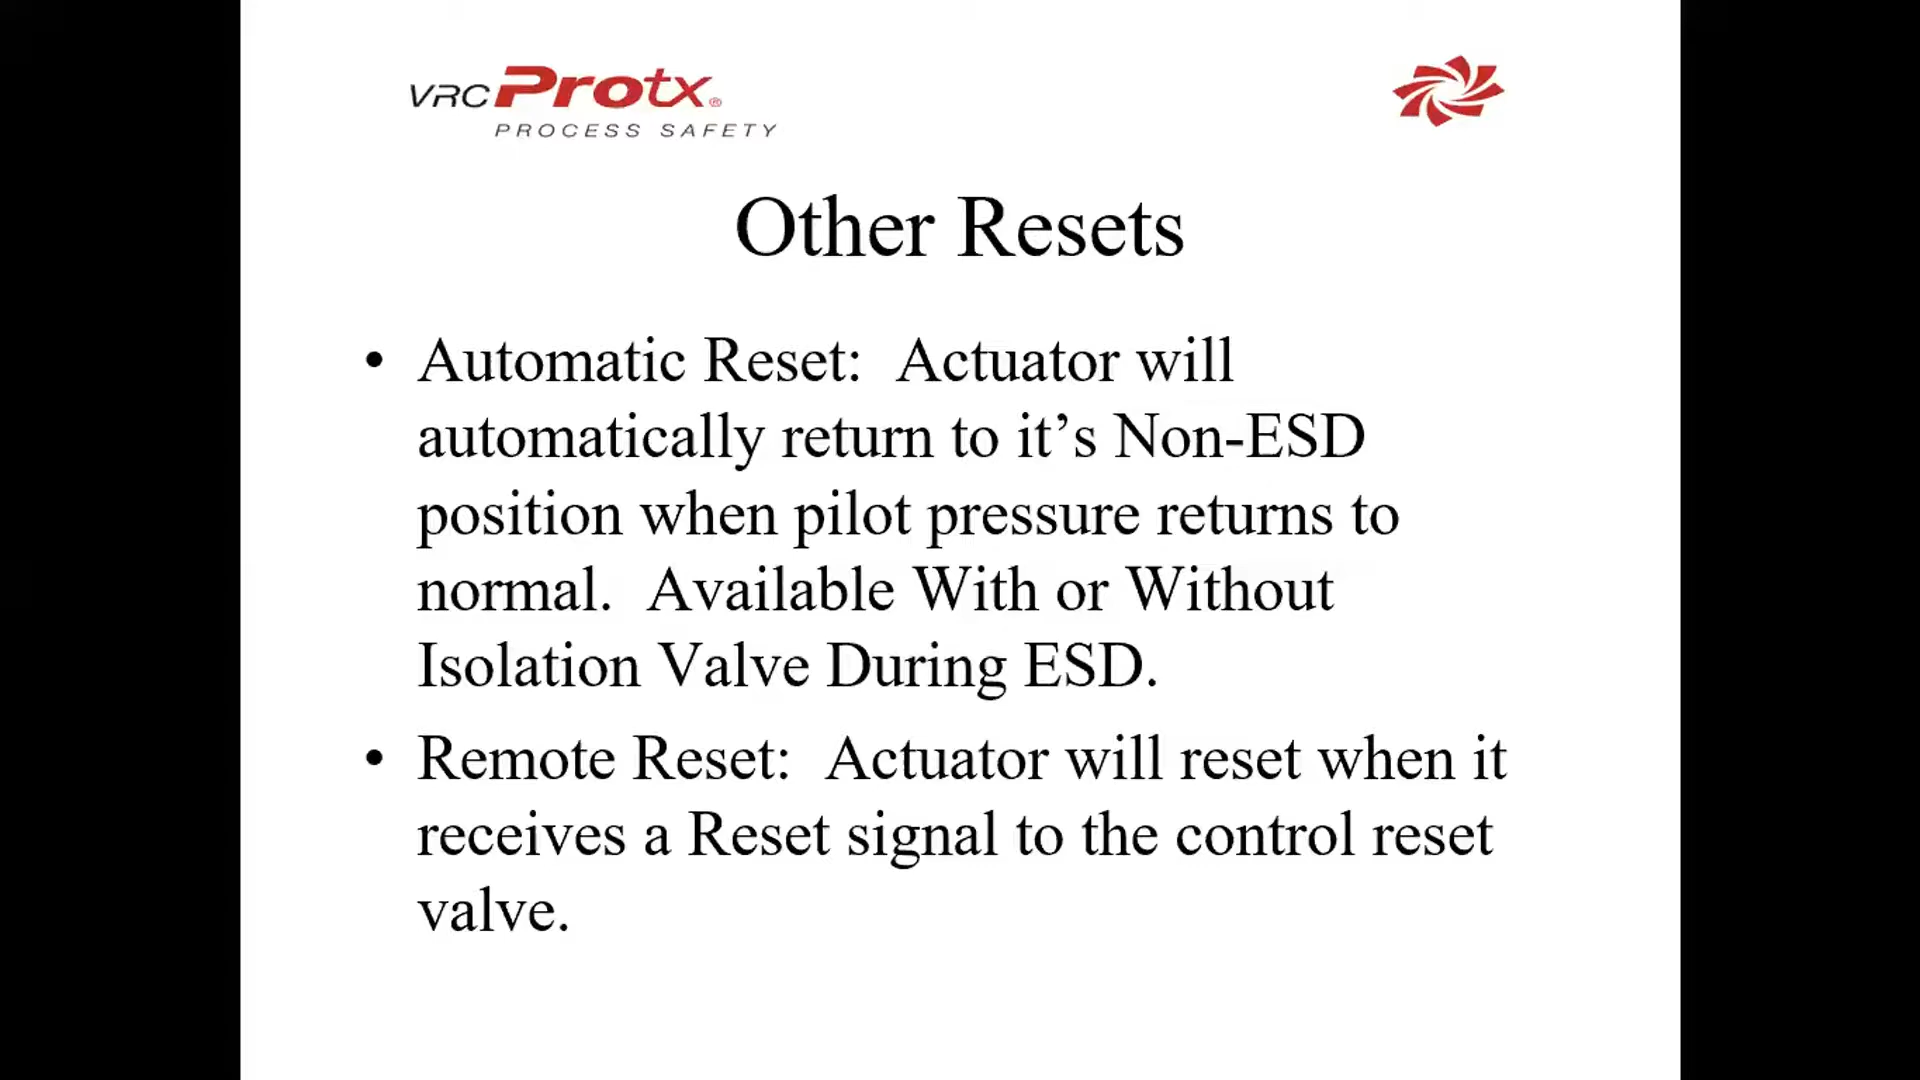 VRC Protx®
PROCESS SAFETY
Other Resets
• Automatic Reset:  Actuator will
automatically return to it’s Non-ESD
position when pilot pressure returns to
normal.  Available With or Without
Isolation Valve During ESD.
• Remote Reset:  Actuator will reset when it
receives a Reset signal to the control reset
valve.